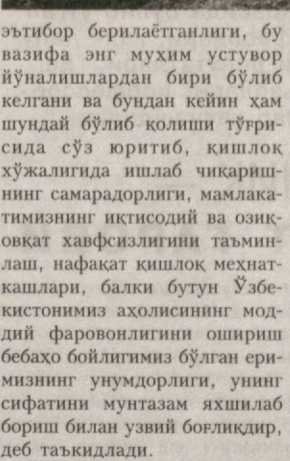 эътибор берилаётганлиги, бу
вазифа энг муҳим устувор
йўналишлардан бири бўлиб
келгани ва бундан кейин ҳам
шундай бўлиб қолиши тўғри-
сида сўз юритиб, қишлоқ
хўжалигида ишлаб чиқариш-
нинг самарадорлиги, мамлака-
тимизнинг иқтисодий ва озиқ-
овқат хавфсизлигини таъмин-
лаш, нафақат қишлоқ меҳнат-
кашлари, балки бутун Ўзбе-
кистонимиз аҳолисининг мод-
дий фаровонлигини ошириш
бебаҳо бойлигимиз бўлган ери-
мизнинг унумдорлиги, унинг
сифатини мунтазам яхшилаб
бориш билан узвий боғлиқдир,
деб таъкидлади.